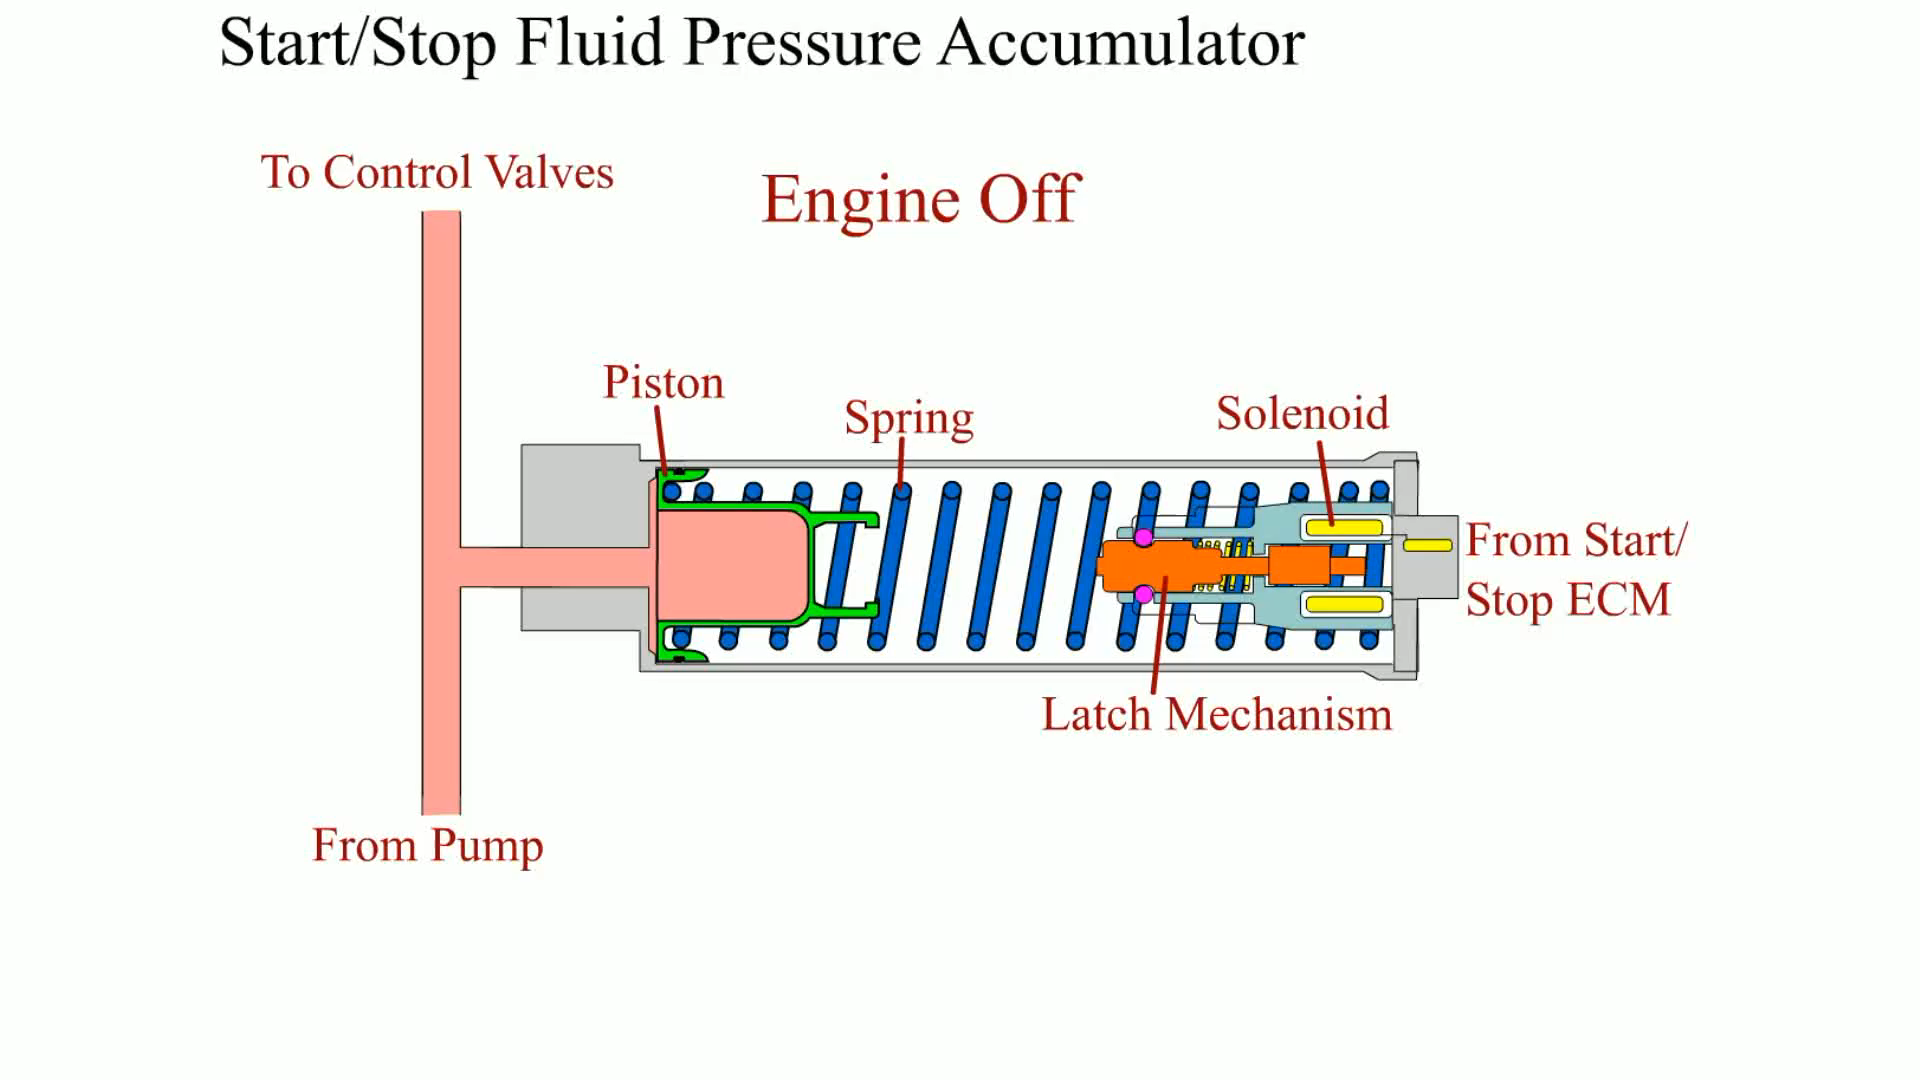 Start/Stop Fluid Pressure Accumulator
To Control Valves
Engine Off
Piston
Spring
Solenoid
From Start/
Stop ECM
Latch Mechanism
From Pump